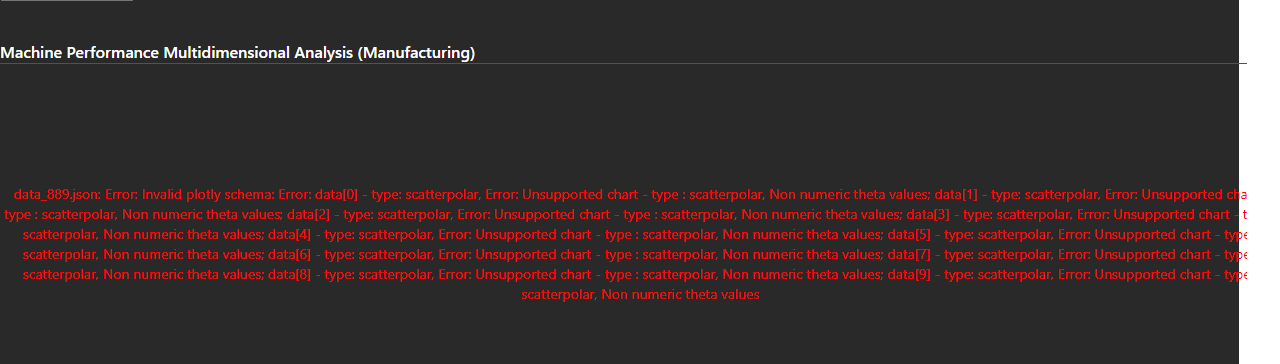 Machine Performance Multidimensional Analysis (Manufacturing)
data_889.json: Error: Invalid plotly schema: Error: data[0] - type: scatterpolar, Error: Unsupported chart - type : scatterpolar, Non numeric theta values; data[1] - type: scatterpolar, Error: Unsupported
type : scatterpolar, Non numeric theta values; data[2] - type: scatterpolar, Error: Unsupported chart - type : scatterpolar, Non numeric theta values; data[3] - type: scatterpolar, Error: Unsupported chart -
scatterpolar, Non numeric theta values; data[4] - type: scatterpolar, Error: Unsupported chart - type : scatterpolar, Non numeric theta values; data[5] - type: scatterpolar, Error: Unsupported chart - type
scatterpolar, Non numeric theta values; data[6] - type: scatterpolar, Error: Unsupported chart - type : scatterpolar, Non numeric theta values; data[7] - type: scatterpolar, Error: Unsupported chart - type
scatterpolar, Non numeric theta values; data[8] - type: scatterpolar, Error: Unsupported chart - type : scatterpolar, Non numeric theta values; data[9] - type: scatterpolar, Error: Unsupported chart - type
scatterpolar, Non numeric theta values